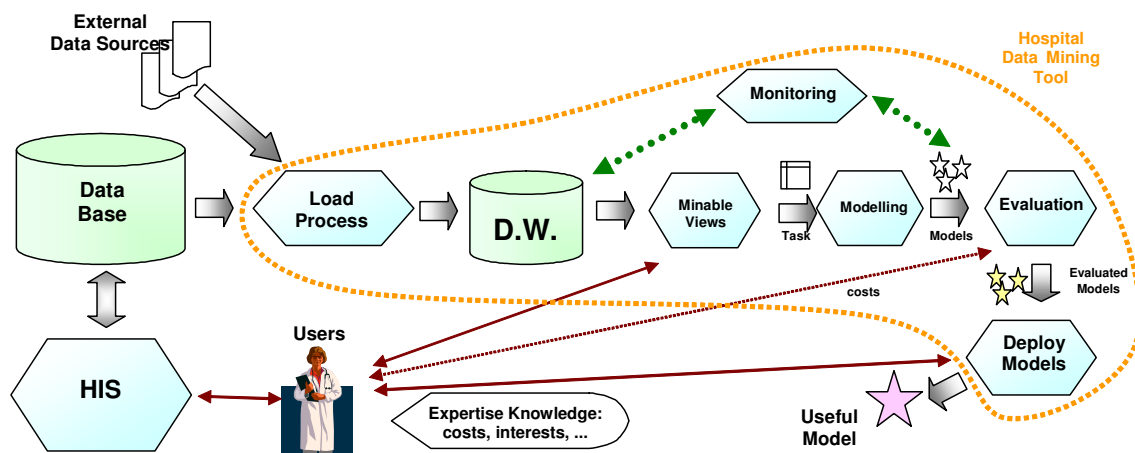 External
Data Sources
Hospital
Data Mining
Tool
Monitoring
Data
Base
Load
Process
D.W.
Minable
Views
Task
Modelling
Models
Evaluation
costs
Evaluated
Models
Users
HIS
Deploy
Models
Expertise Knowledge:
costs, interests, ...
Useful
Model